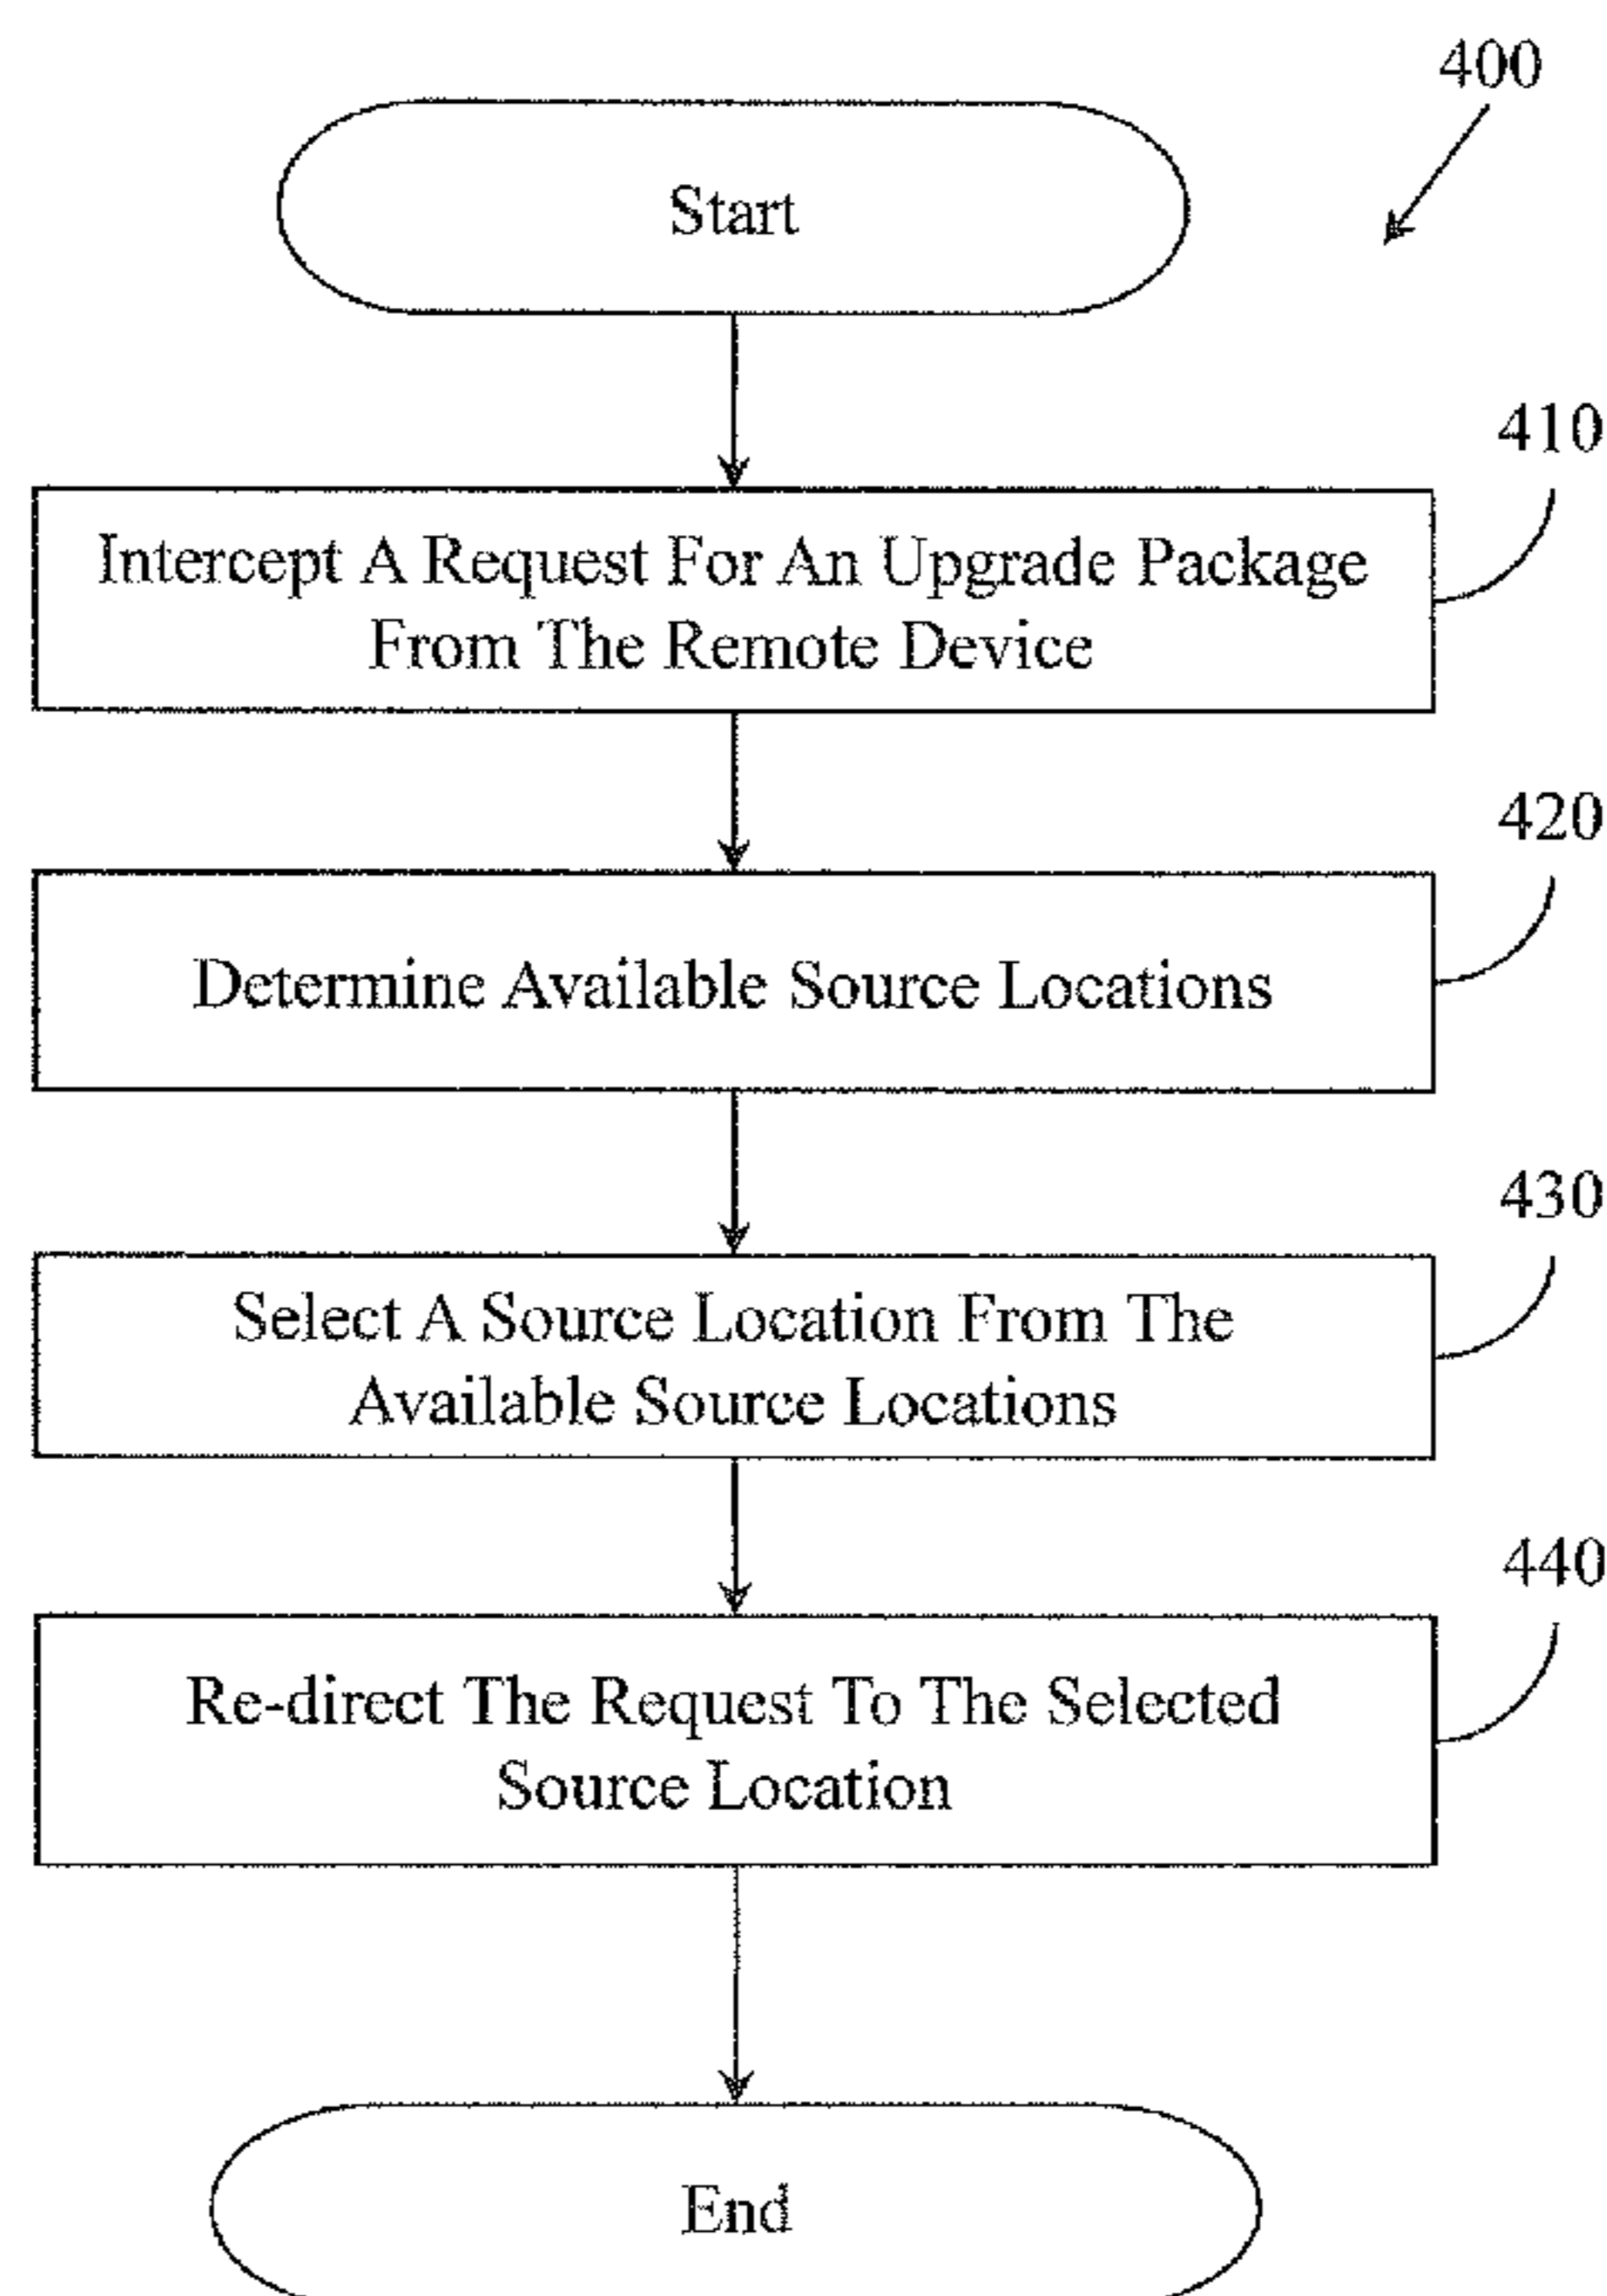 400
Start
410
Intercept A Request For An Upgrade Package
From The Remote Device
420
Determine Available Source Locations
430
Select A Source Location From The
Available Source Locations
440
Re-direct The Request To The Selected
Source Location
End